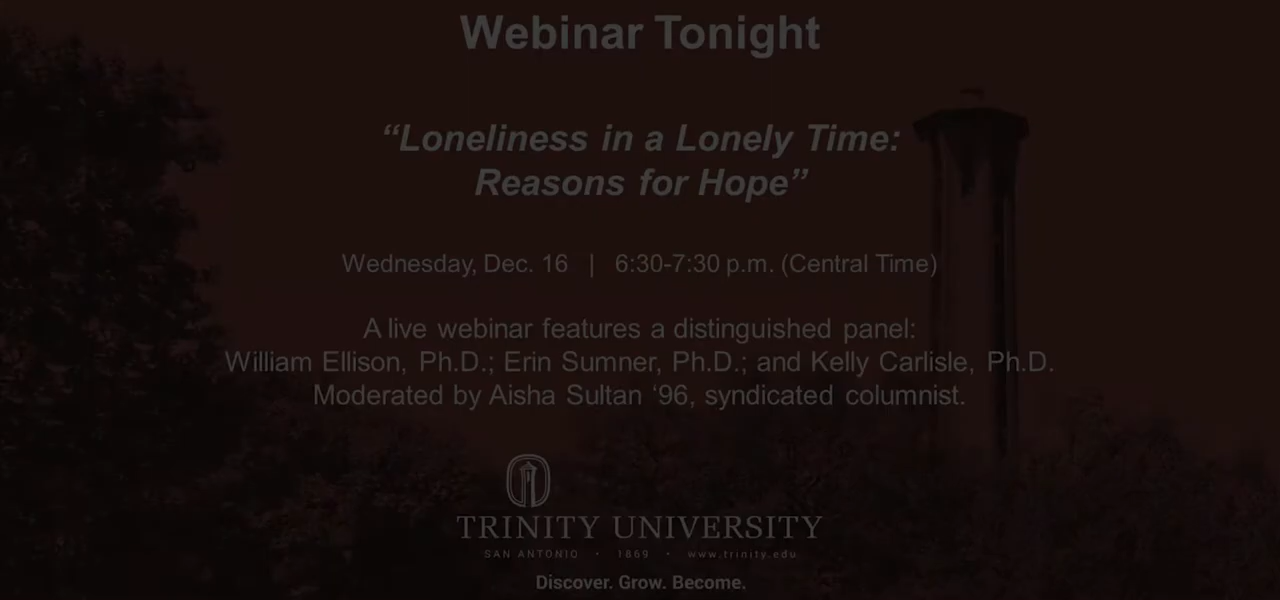 Webinar Tonight
“Loneliness in a Lonely Time:
Reasons for Hope”
Wednesday, Dec. 16 | 6:30-7:30 p.m. (Central Time)
A live webinar features a distinguished panel:
William Ellison, Ph.D.; Erin Sumner, Ph.D.; and Kelly Carlisle, Ph.D.
Moderated by Aisha Sultan ‘96, syndicated columnist.
TRINITY UNIVERSITY
SAN ANTONIO • 1869 • www.trinity.edu
Discover. Grow. Become.